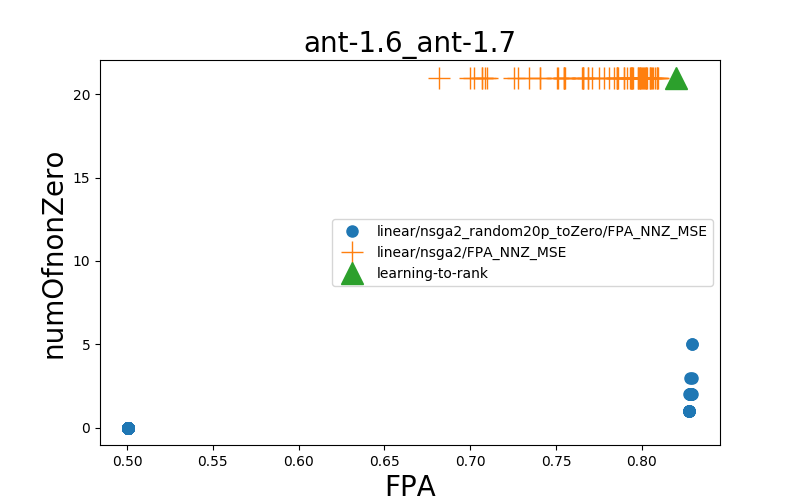 ant-1.6_ant-1.7
numOfnonZero
20
15
10
5
0
linear/nsga2_random20p_toZero/FPA_NNZ_MSE
linear/nsga2/FPA_NNZ_MSE
learning-to-rank
0.50 0.55 0.60 0.65 0.70 0.75 0.80
FPA